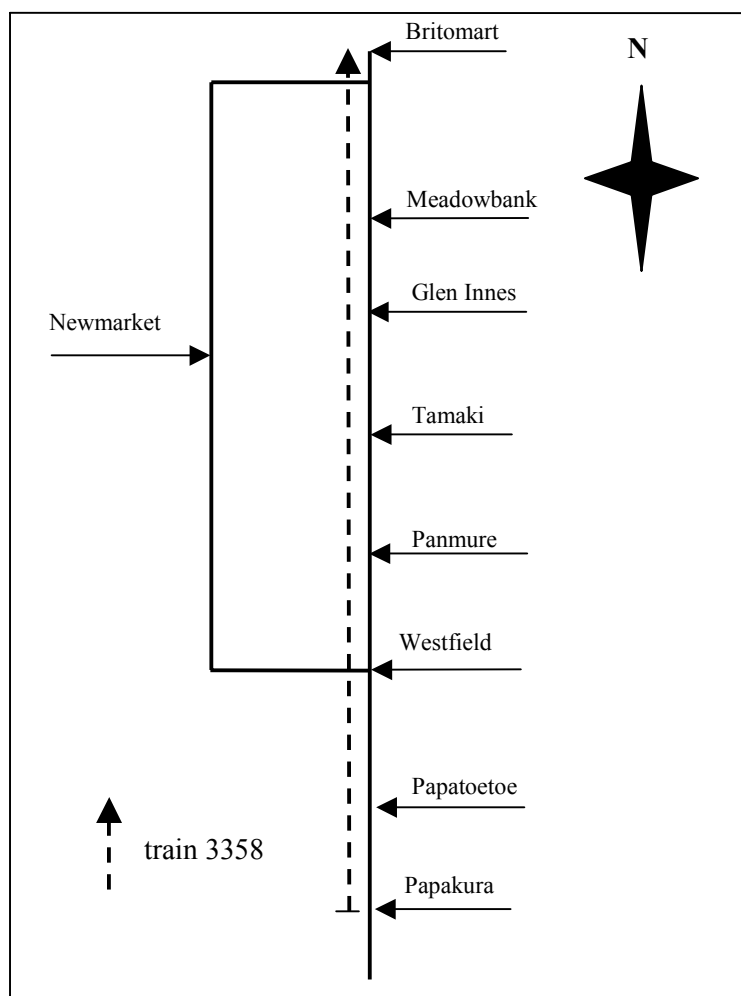 Britomart
N
Meadowbank
Glen Innes
Newmarket
Tamaki
Panmure
Westfield
Papatoetoe
train 3358
Papakura